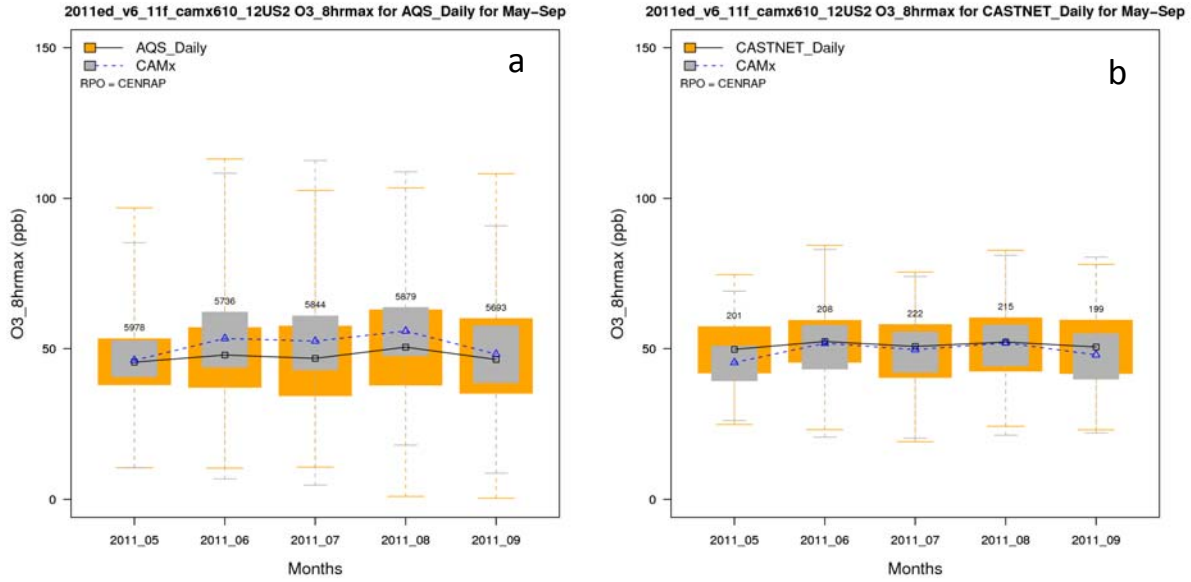 2011ed_v6_11f_camx610_12US2 O3_8hrmax for AQS_Daily for May−Sep
a
AQS_Daily
CAMx
RPO = CENRAP
O3_8hrmax (ppb)
150
100
50
0
5978
5736
5844
5879
5693
2011_05
2011_06
2011_07
2011_08
2011_09
Months
2011ed_v6_11f_camx610_12US2 O3_8hrmax for CASTNET_Daily for May−Sep
b
CASTNET_Daily
CAMx
RPO = CENRAP
O3_8hrmax (ppb)
150
100
50
0
201
208
222
215
199
2011_05
2011_06
2011_07
2011_08
2011_09
Months